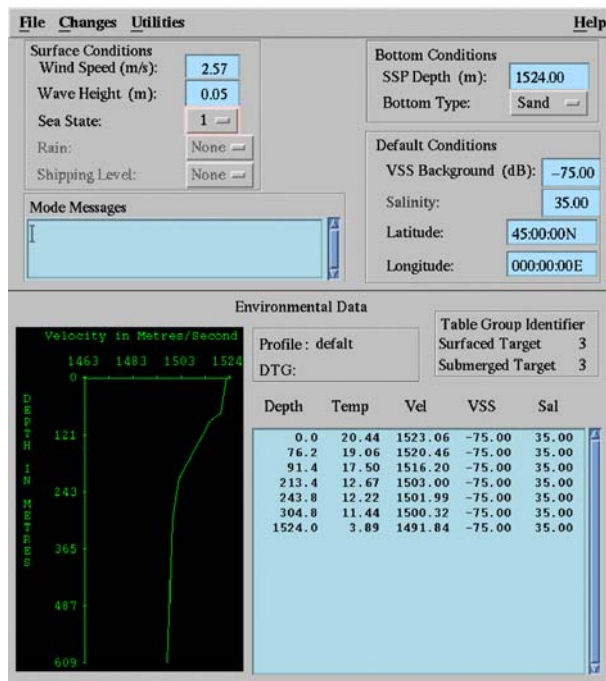 File Changes Utilities Help
Surface Conditions
Wind Speed (m/s): 2.57
Wave Height (m): 0.05
Sea State: 1
Rain: None
Shipping Level: None
Bottom Conditions
SSP Depth (m): 1524.00
Bottom Type: Sand
Default Conditions
VSS Background (dB): -75.00
Salinity: 35.00
Latitude: 45:00:00N
Longitude: 000:00:00E
Mode Messages
Environmental Data
Velocity in Metres/Second
1463 1483 1503 1524
0
121
243
365
487
609
DEPTH IN METRES
Profile: defalt
DTG:
Table Group Identifier
Surfaced Target 3
Submerged Target 3
Depth Temp Vel VSS Sal
0.0 20.44 1523.06 -75.00 35.00
76.2 19.06 1520.46 -75.00 35.00
91.4 17.50 1516.20 -75.00 35.00
213.4 12.67 1503.00 -75.00 35.00
243.8 12.22 1501.99 -75.00 35.00
304.8 11.44 1500.32 -75.00 35.00
1524.0 3.89 1491.84 -75.00 35.00